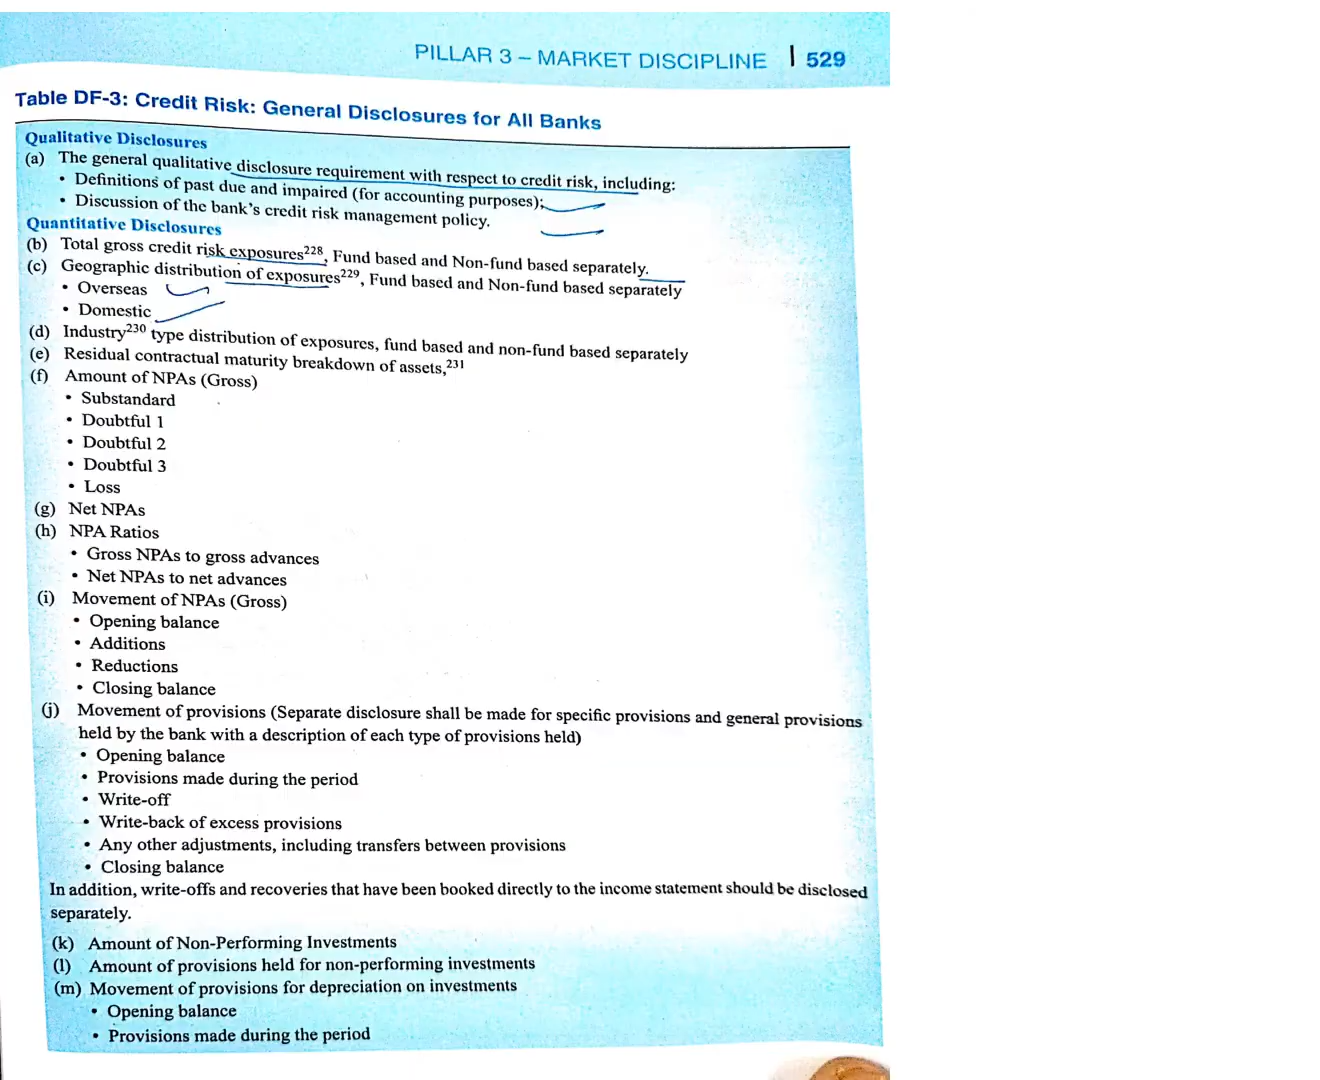 PILLAR 3 – MARKET DISCIPLINE | 529
Table DF-3: Credit Risk: General Disclosures for All Banks
Qualitative Disclosures
(a) The general qualitative disclosure requirement with respect to credit risk, including:
• Definitions of past due and impaired (for accounting purposes);
• Discussion of the bank's credit risk management policy.
Quantitative Disclosures
(b) Total gross credit risk exposures228, Fund based and Non-fund based separately.
(c) Geographic distribution of exposures229, Fund based and Non-fund based separately
• Overseas
• Domestic
(d) Industry230 type distribution of exposures, fund based and non-fund based separately
(e) Residual contractual maturity breakdown of assets,231
(f) Amount of NPAs (Gross)
• Substandard
• Doubtful 1
• Doubtful 2
• Doubtful 3
• Loss
(g) Net NPAs
(h) NPA Ratios
• Gross NPAs to gross advances
• Net NPAs to net advances
(i) Movement of NPAs (Gross)
• Opening balance
• Additions
• Reductions
• Closing balance
(j) Movement of provisions (Separate disclosure shall be made for specific provisions and general provisions
held by the bank with a description of each type of provisions held)
• Opening balance
• Provisions made during the period
• Write-off
• Write-back of excess provisions
• Any other adjustments, including transfers between provisions
• Closing balance
In addition, write-offs and recoveries that have been booked directly to the income statement should be disclosed
separately.
(k) Amount of Non-Performing Investments
(l) Amount of provisions held for non-performing investments
(m) Movement of provisions for depreciation on investments
• Opening balance
• Provisions made during the period